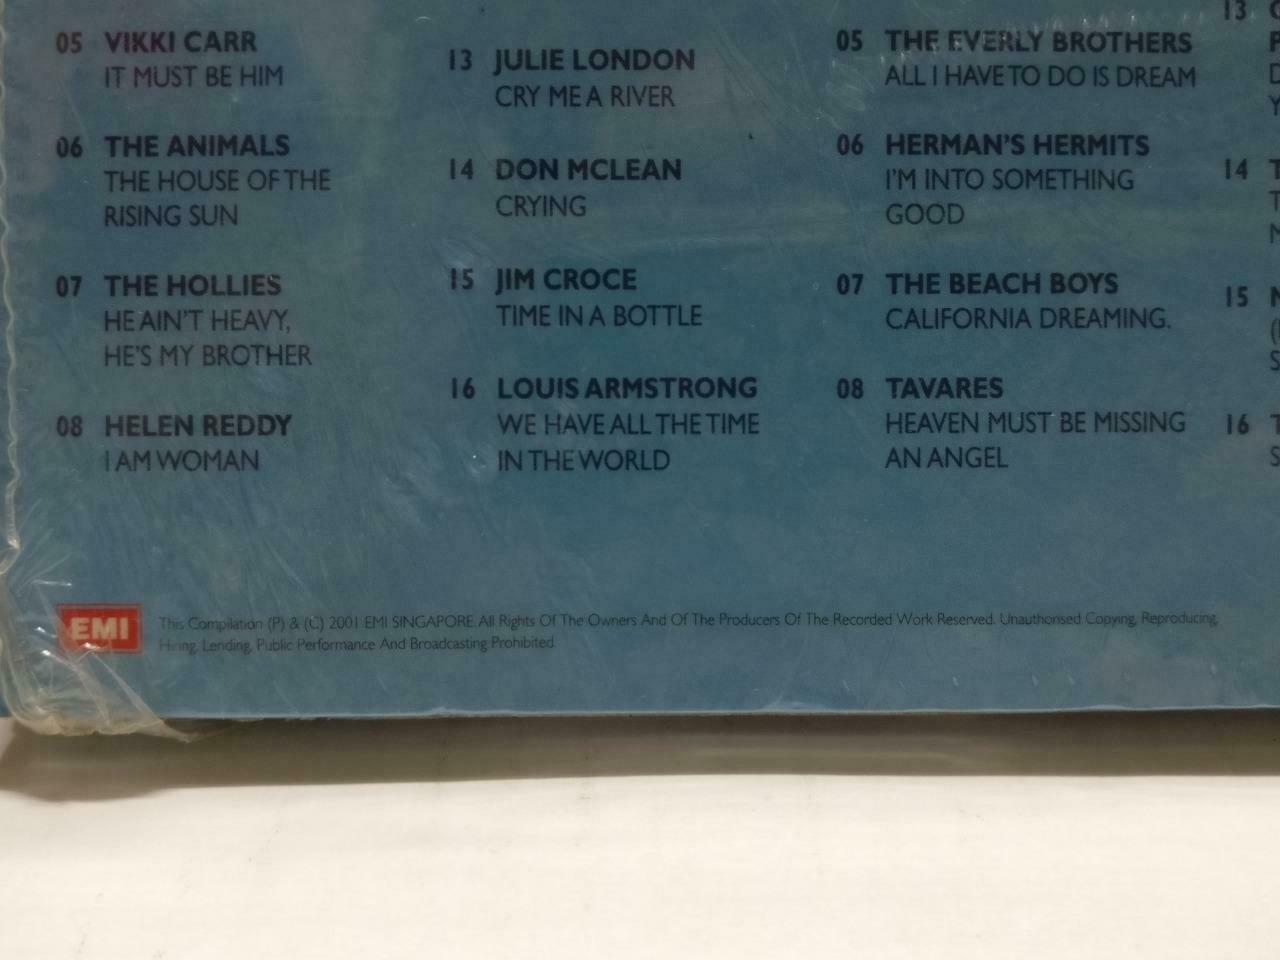 05 VIKKI CARR
IT MUST BE HIM
06 THE ANIMALS
THE HOUSE OF THE
RISING SUN
07 THE HOLLIES
HE AIN'T HEAVY,
HE'S MY BROTHER
08 HELEN REDDY
I AM WOMAN
13 JULIE LONDON
CRY ME A RIVER
14 DON MCLEAN
CRYING
15 JIM CROCE
TIME IN A BOTTLE
16 LOUIS ARMSTRONG
WE HAVE ALL THE TIME
IN THE WORLD
05 THE EVERLY BROTHERS
ALL I HAVE TO DO IS DREAM
06 HERMAN'S HERMITS
I'M INTO SOMETHING
GOOD
07 THE BEACH BOYS
CALIFORNIA DREAMING.
08 TAVARES
HEAVEN MUST BE MISSING
AN ANGEL
13
14
15
16
EMI
This Compilation (P) & (C) 2001 EMI SINGAPORE. All Rights Of The Owners And Of The Producers Of The Recorded Work Reserved. Unauthorised Copying, Reproducing,
Hiring, Lending, Public Performance And Broadcasting Prohibited.